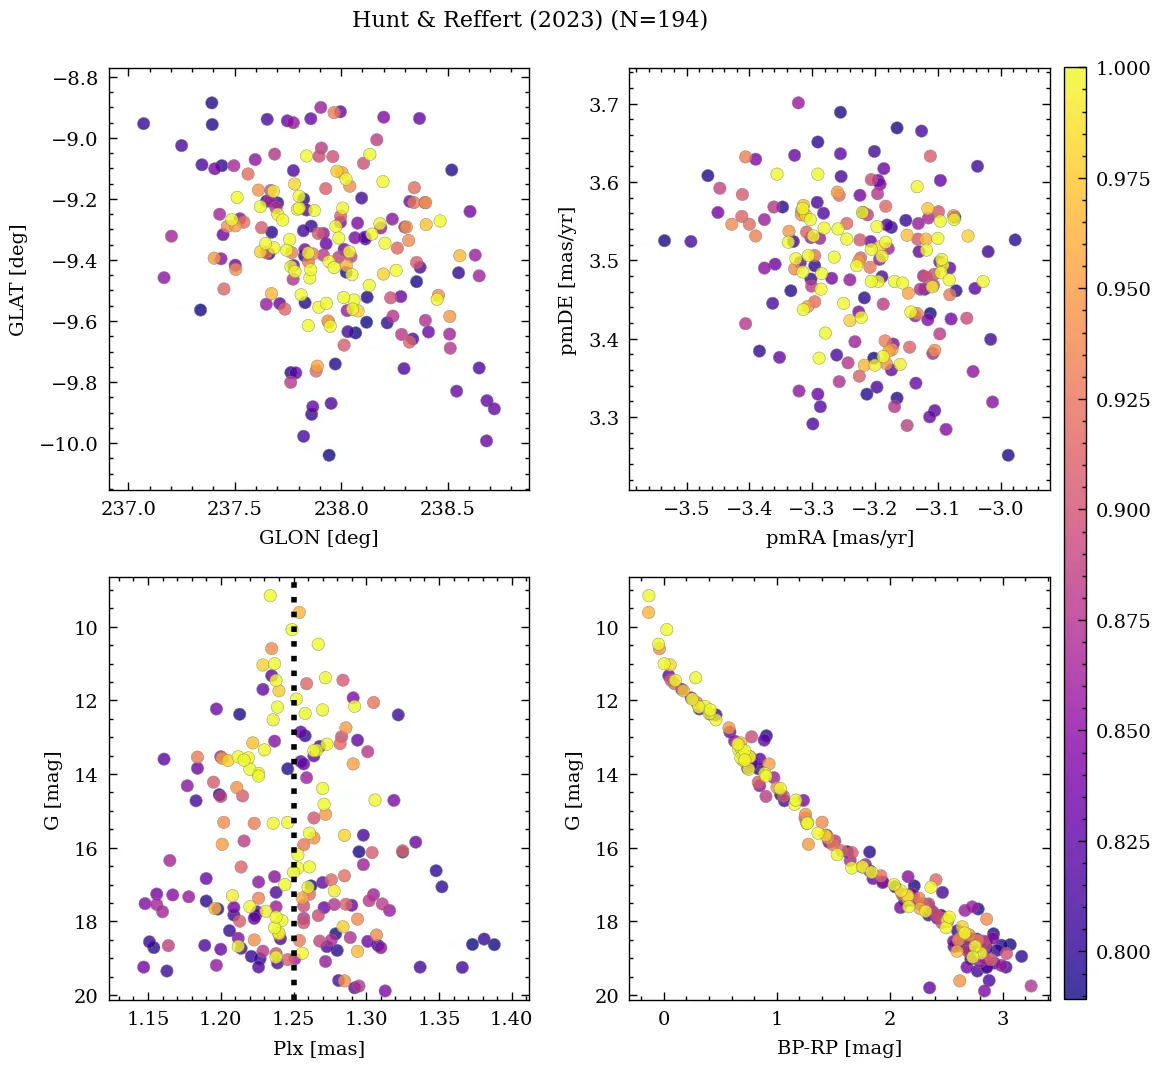 Hunt & Reffert (2023) (N=194)
−8.8
−9.0
−9.2
−9.4
−9.6
−9.8
−10.0
GLAT [deg]
237.0 237.5 238.0 238.5
GLON [deg]
3.7
3.6
3.5
3.4
3.3
pmDE [mas/yr]
−3.5 −3.4 −3.3 −3.2 −3.1 −3.0
pmRA [mas/yr]
10
12
14
16
18
20
G [mag]
1.15 1.20 1.25 1.30 1.35 1.40
Plx [mas]
10
12
14
16
18
20
G [mag]
0 1 2 3
BP-RP [mag]
1.000
0.975
0.950
0.925
0.900
0.875
0.850
0.825
0.800